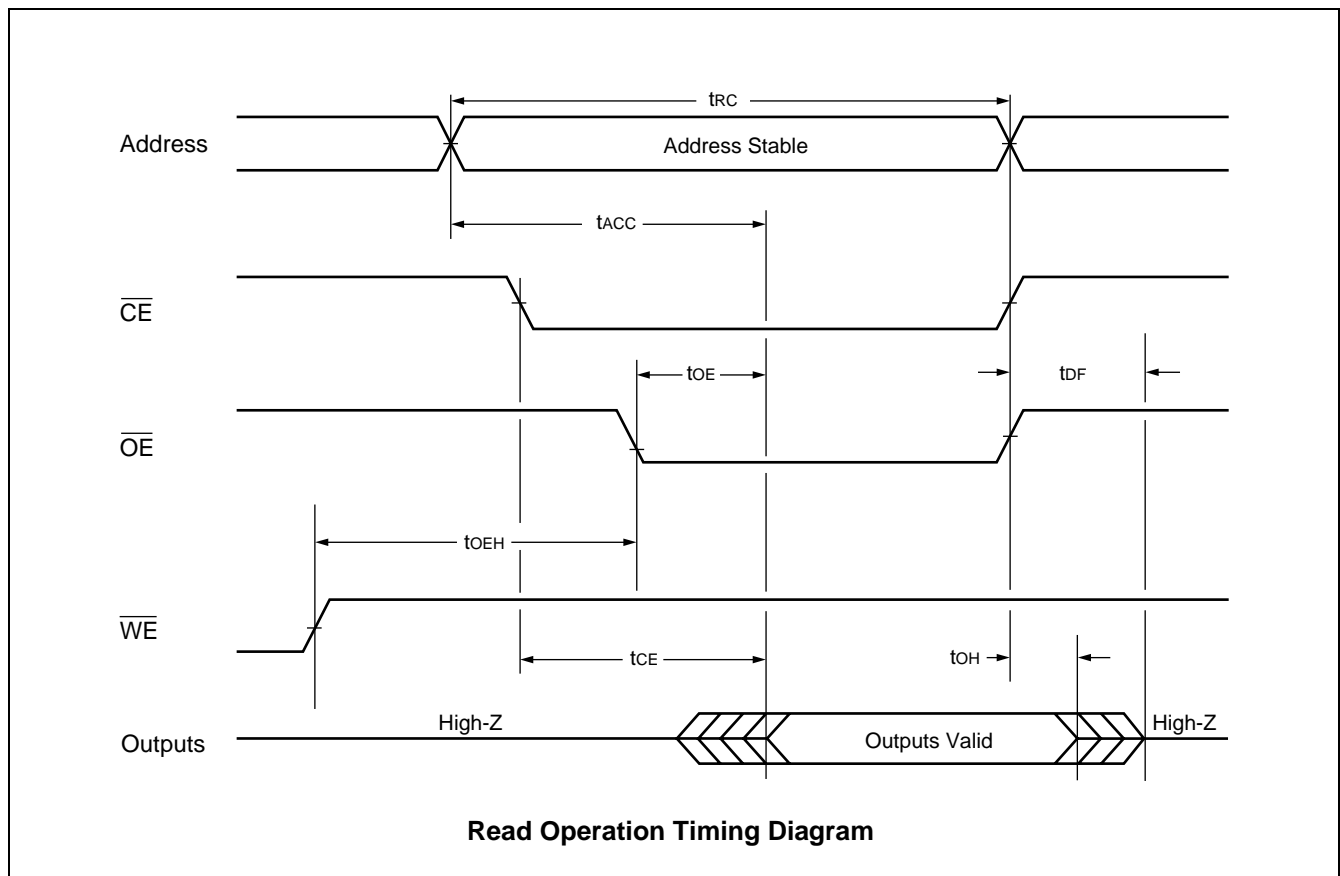 tRC
Address
Address Stable
tACC
CE
tOE
tDF
OE
tOEH
WE
tCE
tOH
High-Z
High-Z
Outputs
Outputs Valid
Read Operation Timing Diagram